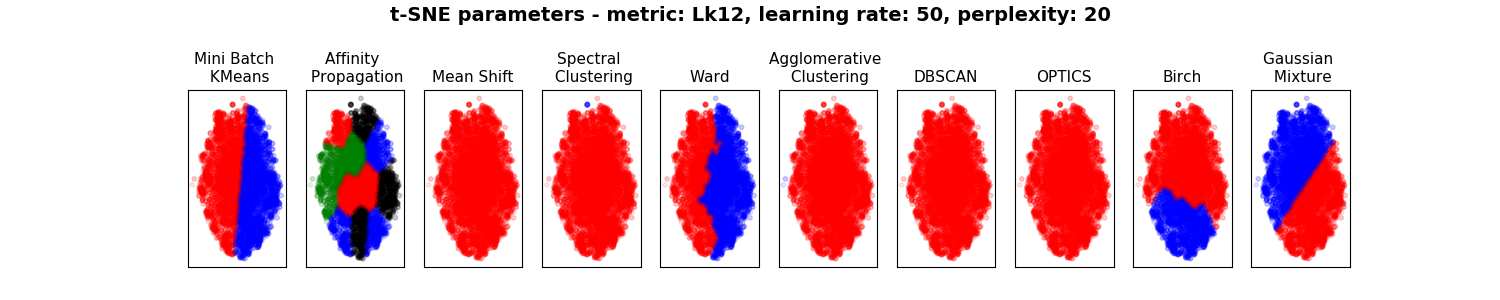 t-SNE parameters - metric: Lk12, learning rate: 50, perplexity: 20
Mini Batch
KMeans
Affinity
Propagation
Mean Shift
Spectral
Clustering
Ward
Agglomerative
Clustering
DBSCAN
OPTICS
Birch
Gaussian
Mixture